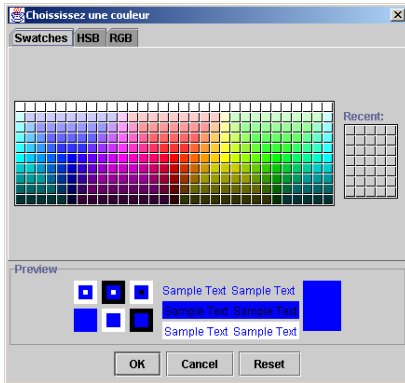 Choississez une couleur
Swatches HSB RGB
Recent:
Preview
Sample Text Sample Text
Sample Text Sample Text
Sample Text Sample Text
OK Cancel Reset